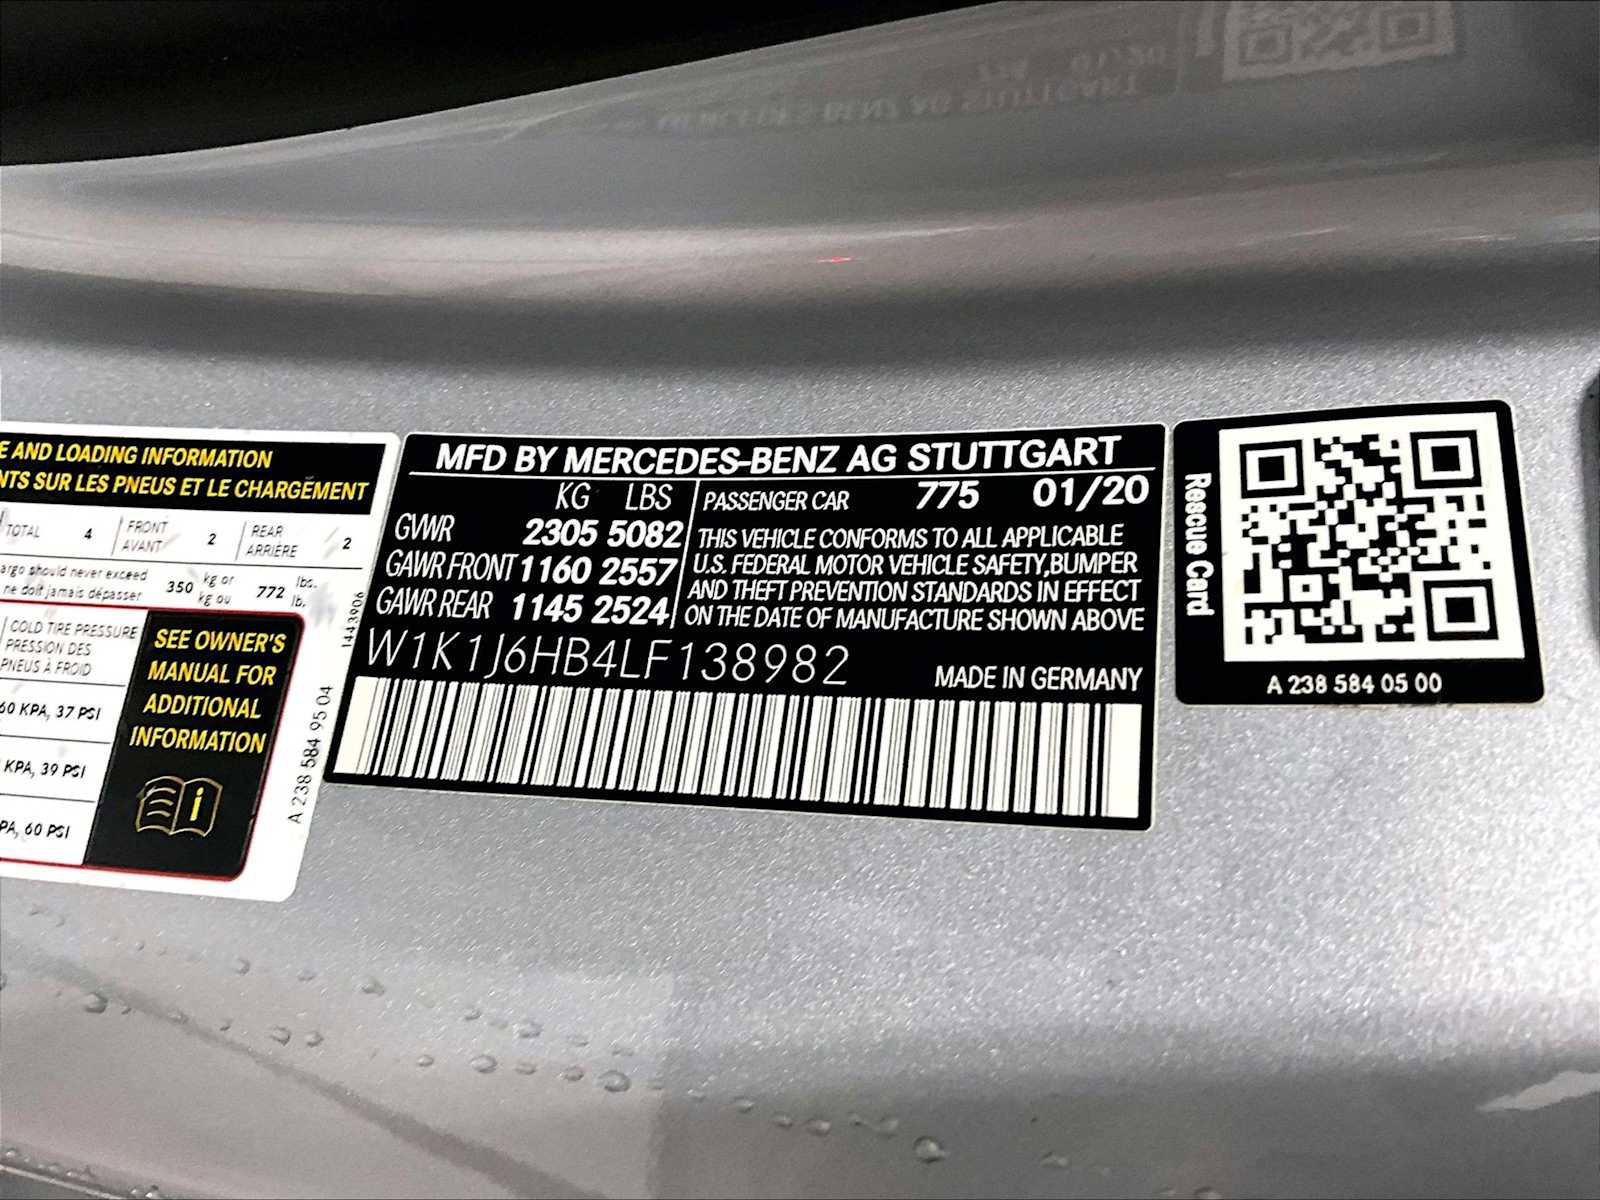 E AND LOADING INFORMATION
NTS SUR LES PNEUS ET LE CHARGEMENT
TOTAL 4 FRONT 2 REAR 2
AVANT ARRIÈRE
argo should never exceed 350 kg or 772 lbs.
ne doit jamais dépasser kg ou lb.
COLD TIRE PRESSURE
PRESSION DES
PNEUS À FROID
60 KPA, 37 PSI
KPA, 39 PSI
PA, 60 PSI
SEE OWNER'S
MANUAL FOR
ADDITIONAL
INFORMATION
1443906
A 238 584 95 04
MFD BY MERCEDES-BENZ AG STUTTGART
KG LBS
GVWR 2305 5082
GAWR FRONT 1160 2557
GAWR REAR 1145 2524
PASSENGER CAR 775 01/20
THIS VEHICLE CONFORMS TO ALL APPLICABLE
U.S. FEDERAL MOTOR VEHICLE SAFETY,BUMPER
AND THEFT PREVENTION STANDARDS IN EFFECT
ON THE DATE OF MANUFACTURE SHOWN ABOVE
W1K1J6HB4LF138982
MADE IN GERMANY
Rescue Card
A 238 584 05 00